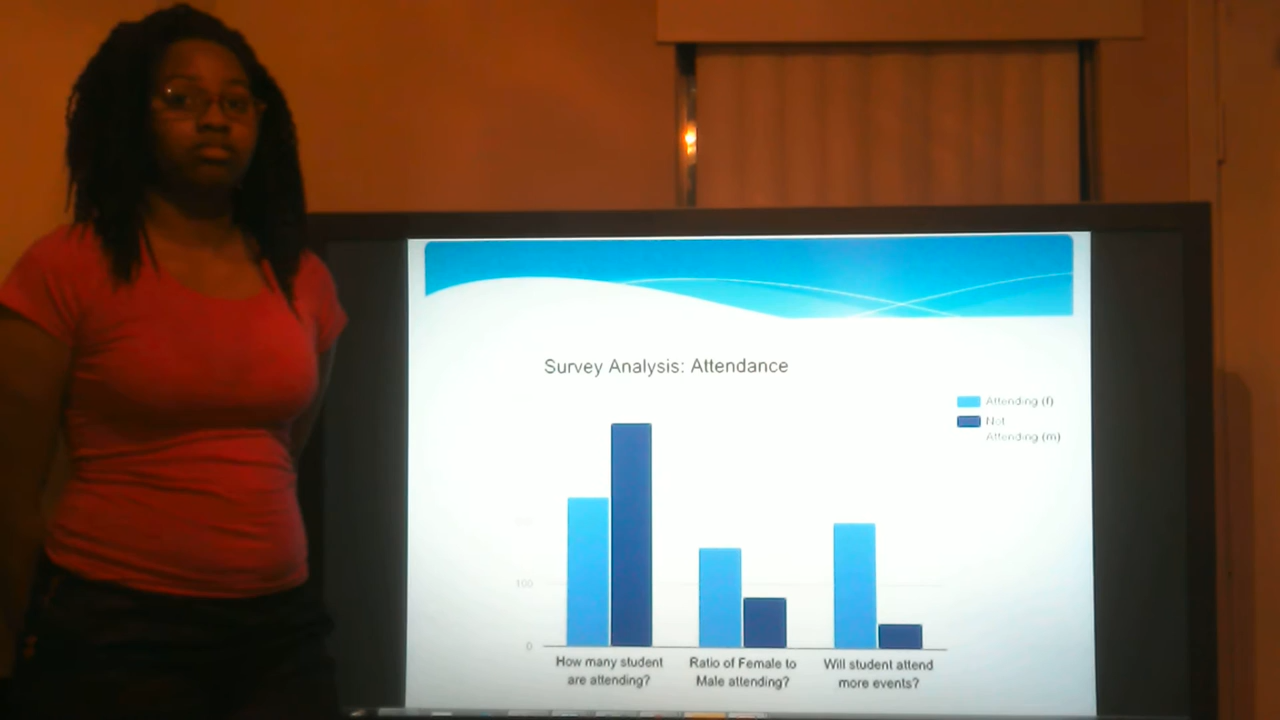 Survey Analysis: Attendance
Attending (f)
Not
Attending (m)
100
0
How many student
are attending?
Ratio of Female to
Male attending?
Will student attend
more events?